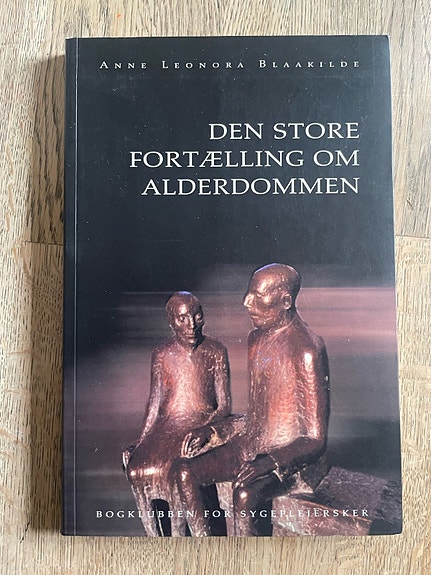 ANNE LEONORA BLAAKILDE
DEN STORE
FORTÆLLING OM
ALDERDOMMEN
BOGKLUBBEN FOR SYGEPLEJERSKER